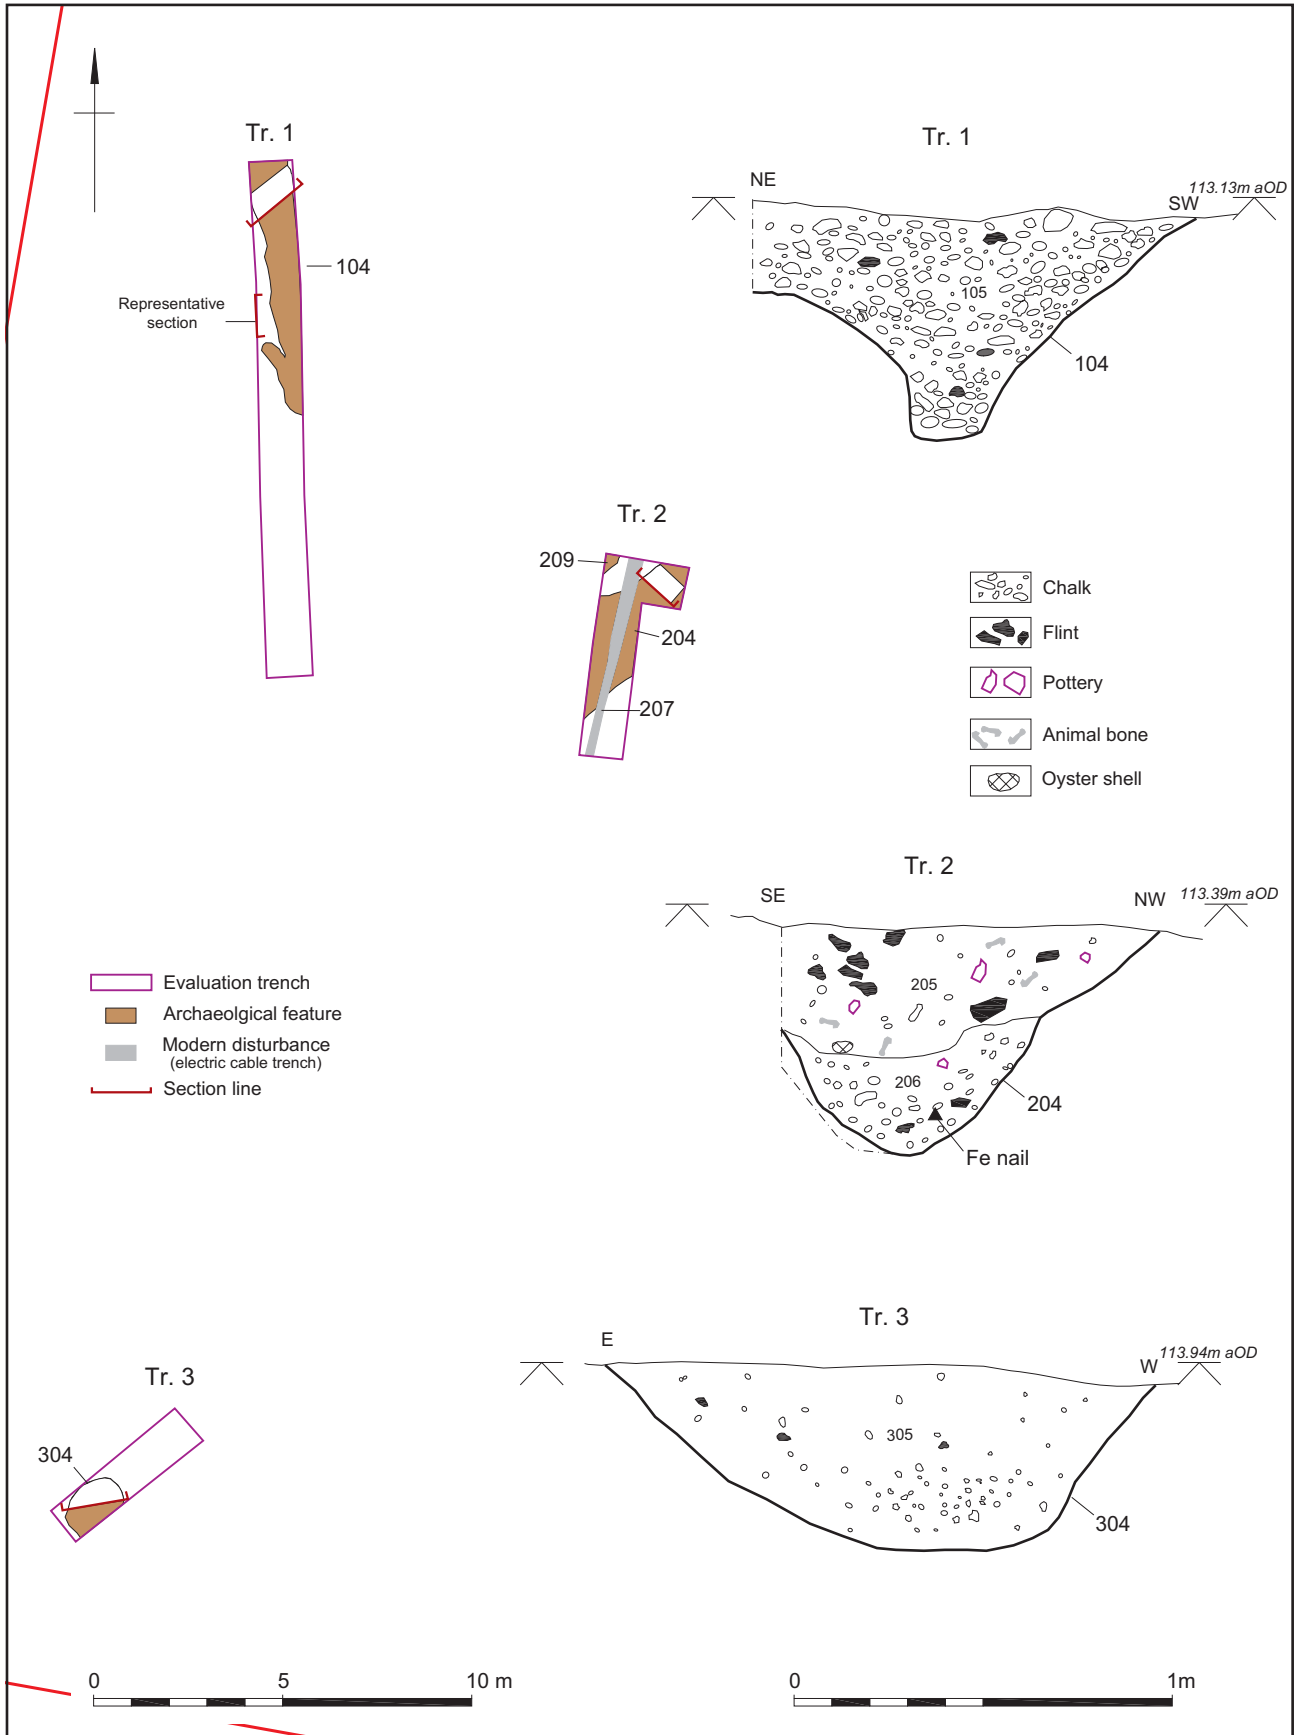 Tr. 1
104
Representative
section
Tr. 1
NE
SW
113.13m aOD
105
104
Tr. 2
209
204
207
Chalk
Flint
Pottery
Animal bone
Oyster shell
Evaluation trench
Archaelogical feature
Modern disturbance
(electric cable trench)
Section line
Tr. 2
SE
NW
113.39m aOD
205
206
204
Fe nail
Tr. 3
304
Tr. 3
E
W
113.94m aOD
305
304
0 5 10 m
0 1m